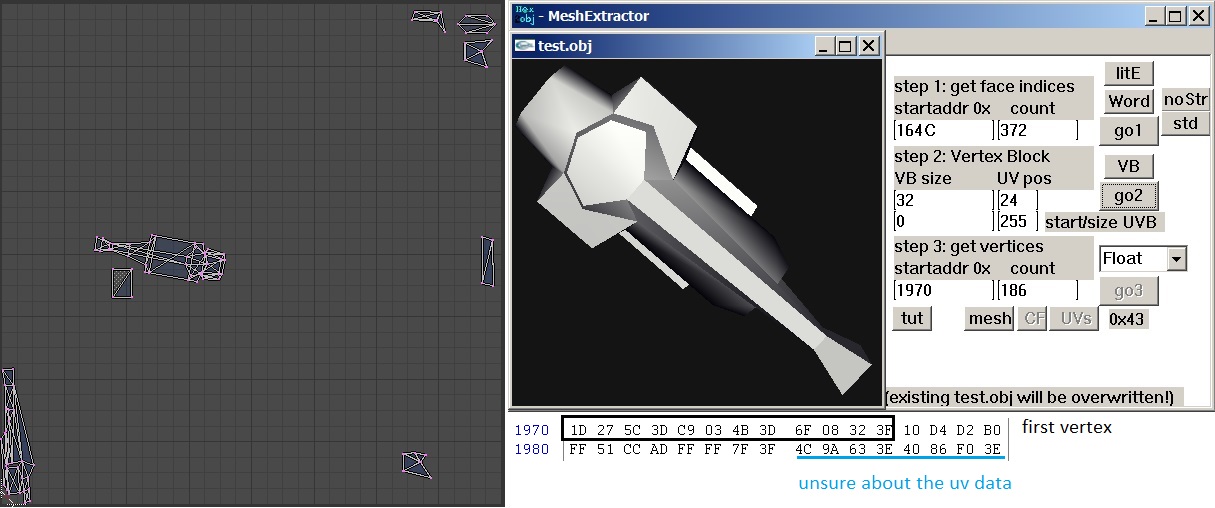 Hex
2obj - MeshExtractor
test.obj
step 1: get face indices
startaddr 0x count
164C 372
litE
Word
go1
noStr
std
step 2: Vertex Block
VB size UV pos
32 24
0 255 start/size UVB
VB
go2
step 3: get vertices
startaddr 0x count
1970 186
Float
go3
tut mesh CF UVs 0x43
(existing test.obj will be overwritten!)
1970 1D 27 5C 3D C9 03 4B 3D 6F 08 32 3F 10 D4 D2 B0 first vertex
1980 FF 51 CC AD FF FF 7F 3F 4C 9A 63 3E 40 86 F0 3E
unsure about the uv data